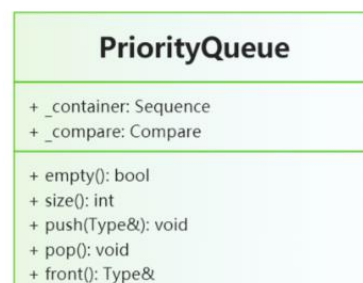 PriorityQueue
+ _container: Sequence
+ _compare: Compare
+ empty(): bool
+ size(): int
+ push(Type&): void
+ pop(): void
+ front(): Type&